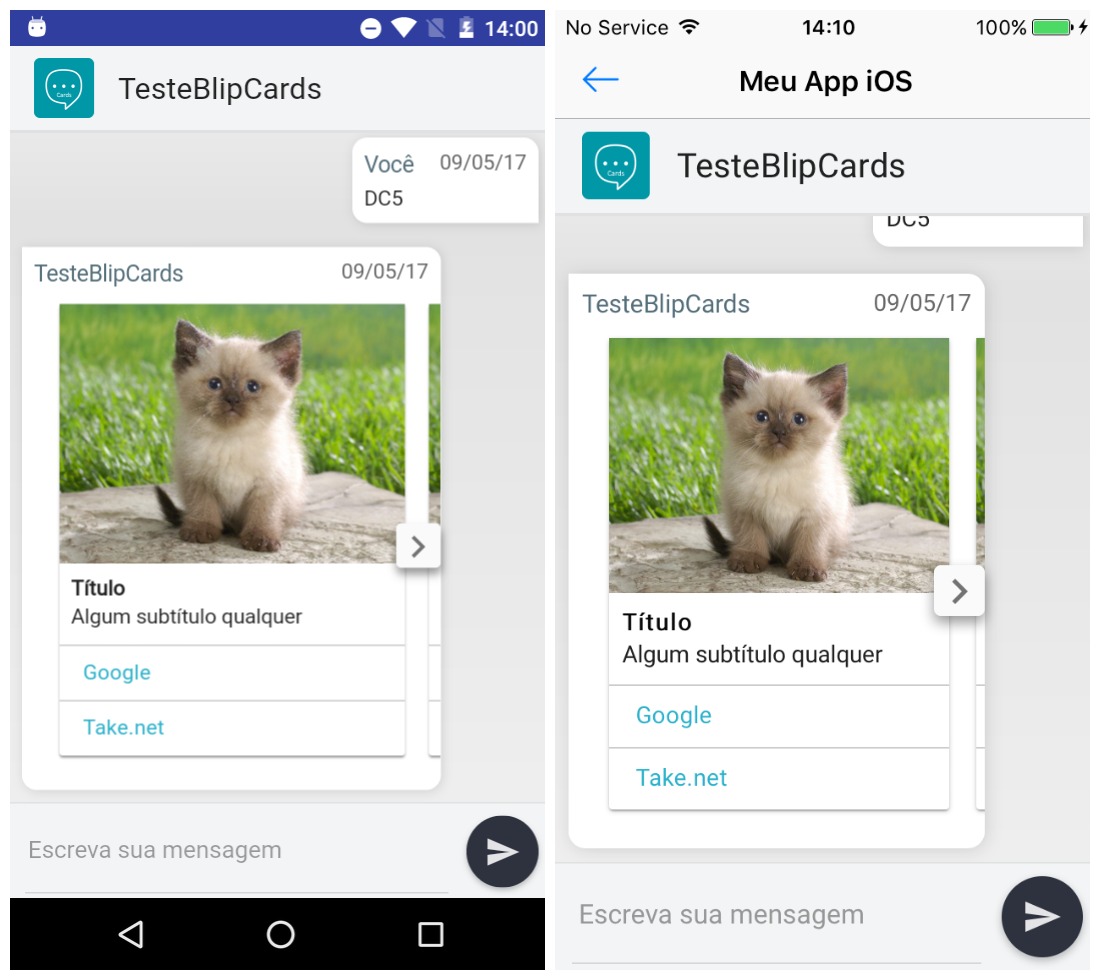 14:00
Cards
TesteBlipCards
Você 09/05/17
DC5
TesteBlipCards 09/05/17
Título
Algum subtítulo qualquer
Google
Take.net
Escreva sua mensagem
No Service 14:10 100%
Meu App iOS
Cards
TesteBlipCards
DC5
TesteBlipCards 09/05/17
Título
Algum subtítulo qualquer
Google
Take.net
Escreva sua mensagem